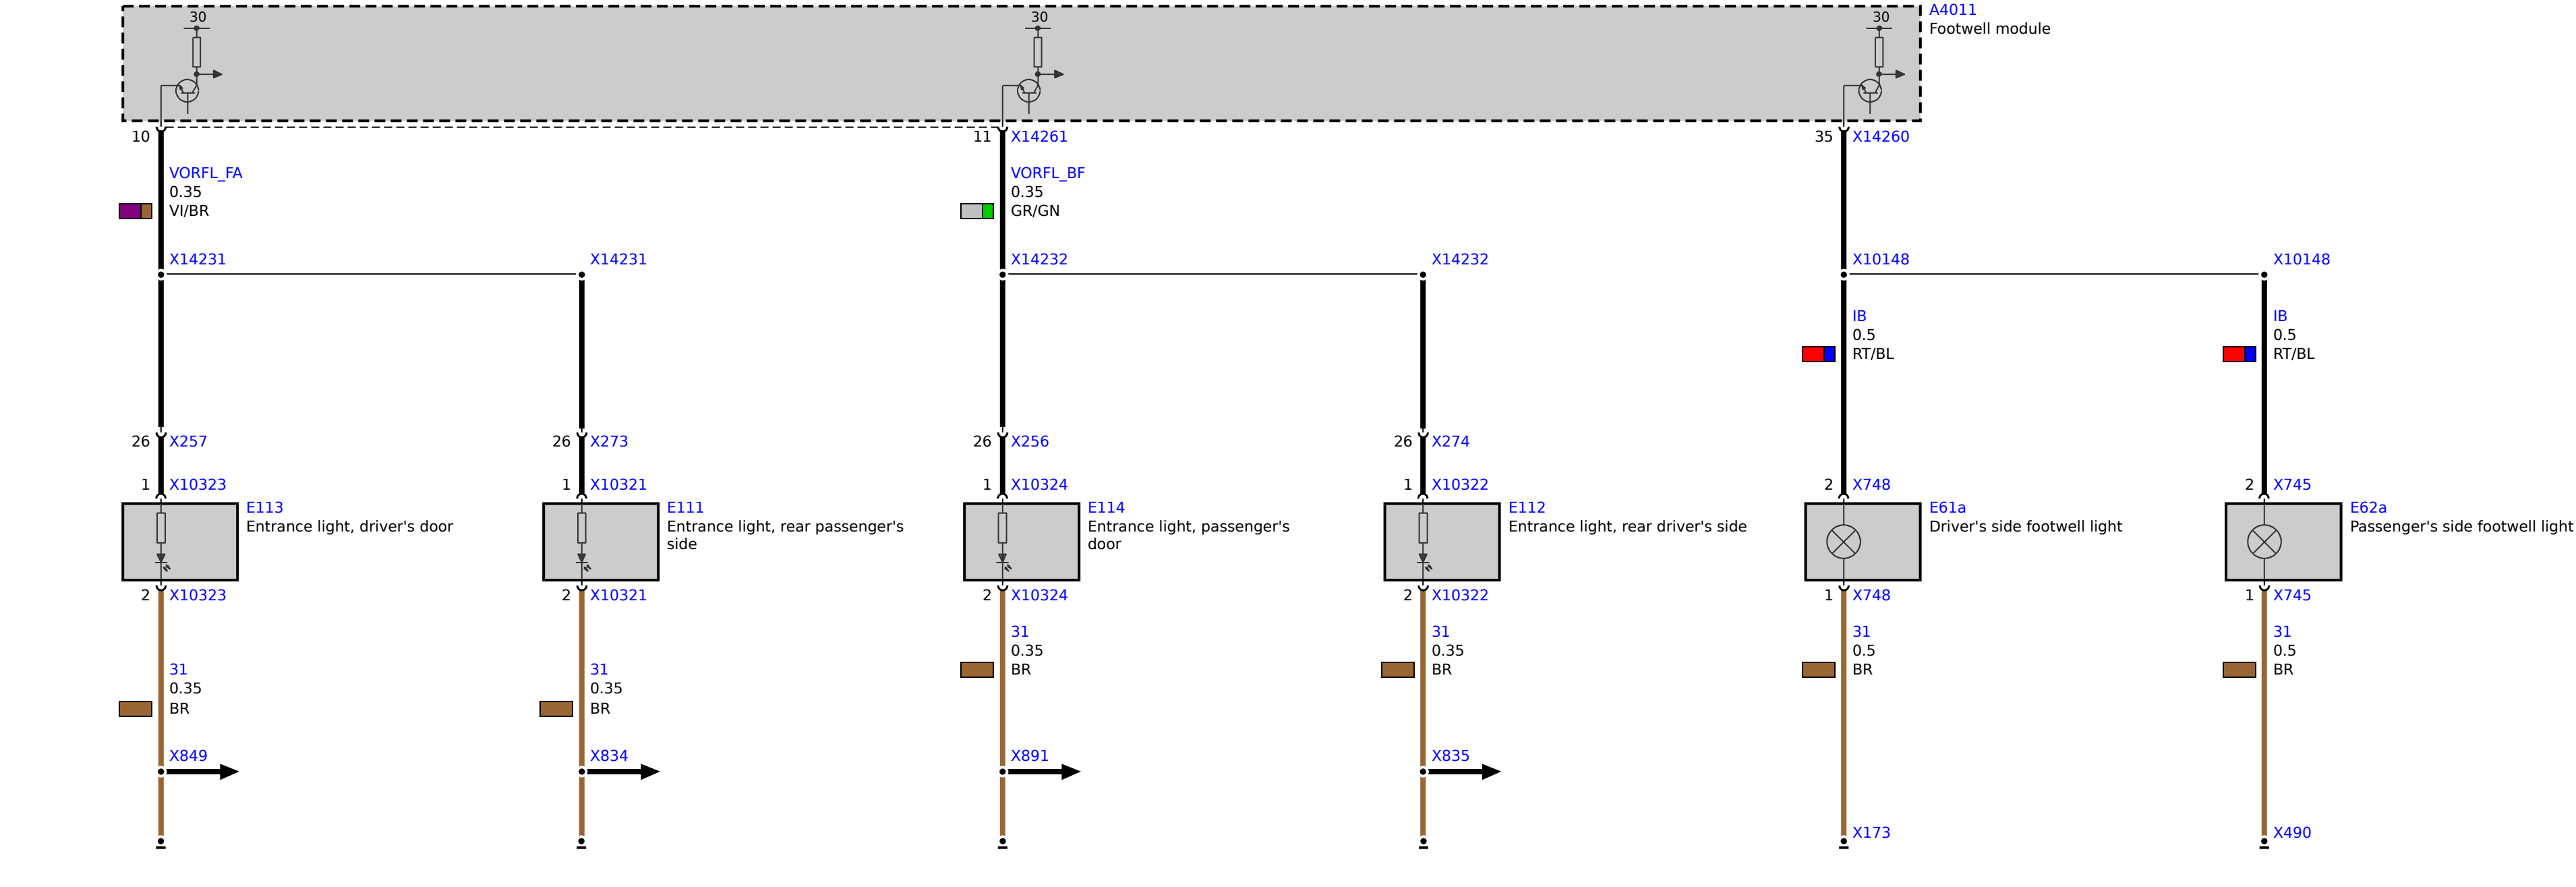 30
30
30
A4011
Footwell module
10
11
X14261
35
X14260
VORFL_FA
0.35
VI/BR
VORFL_BF
0.35
GR/GN
X14231
X14231
X14232
X14232
X10148
X10148
IB
0.5
RT/BL
IB
0.5
RT/BL
26
X257
26
X273
26
X256
26
X274
1
X10323
1
X10321
1
X10324
1
X10322
2
X748
2
X745
E113
Entrance light, driver's door
E111
Entrance light, rear passenger's
side
E114
Entrance light, passenger's
door
E112
Entrance light, rear driver's side
E61a
Driver's side footwell light
E62a
Passenger's side footwell light
2
X10323
2
X10321
2
X10324
2
X10322
1
X748
1
X745
31
0.35
BR
31
0.35
BR
31
0.35
BR
31
0.35
BR
31
0.5
BR
31
0.5
BR
X849
X834
X891
X835
X173
X490